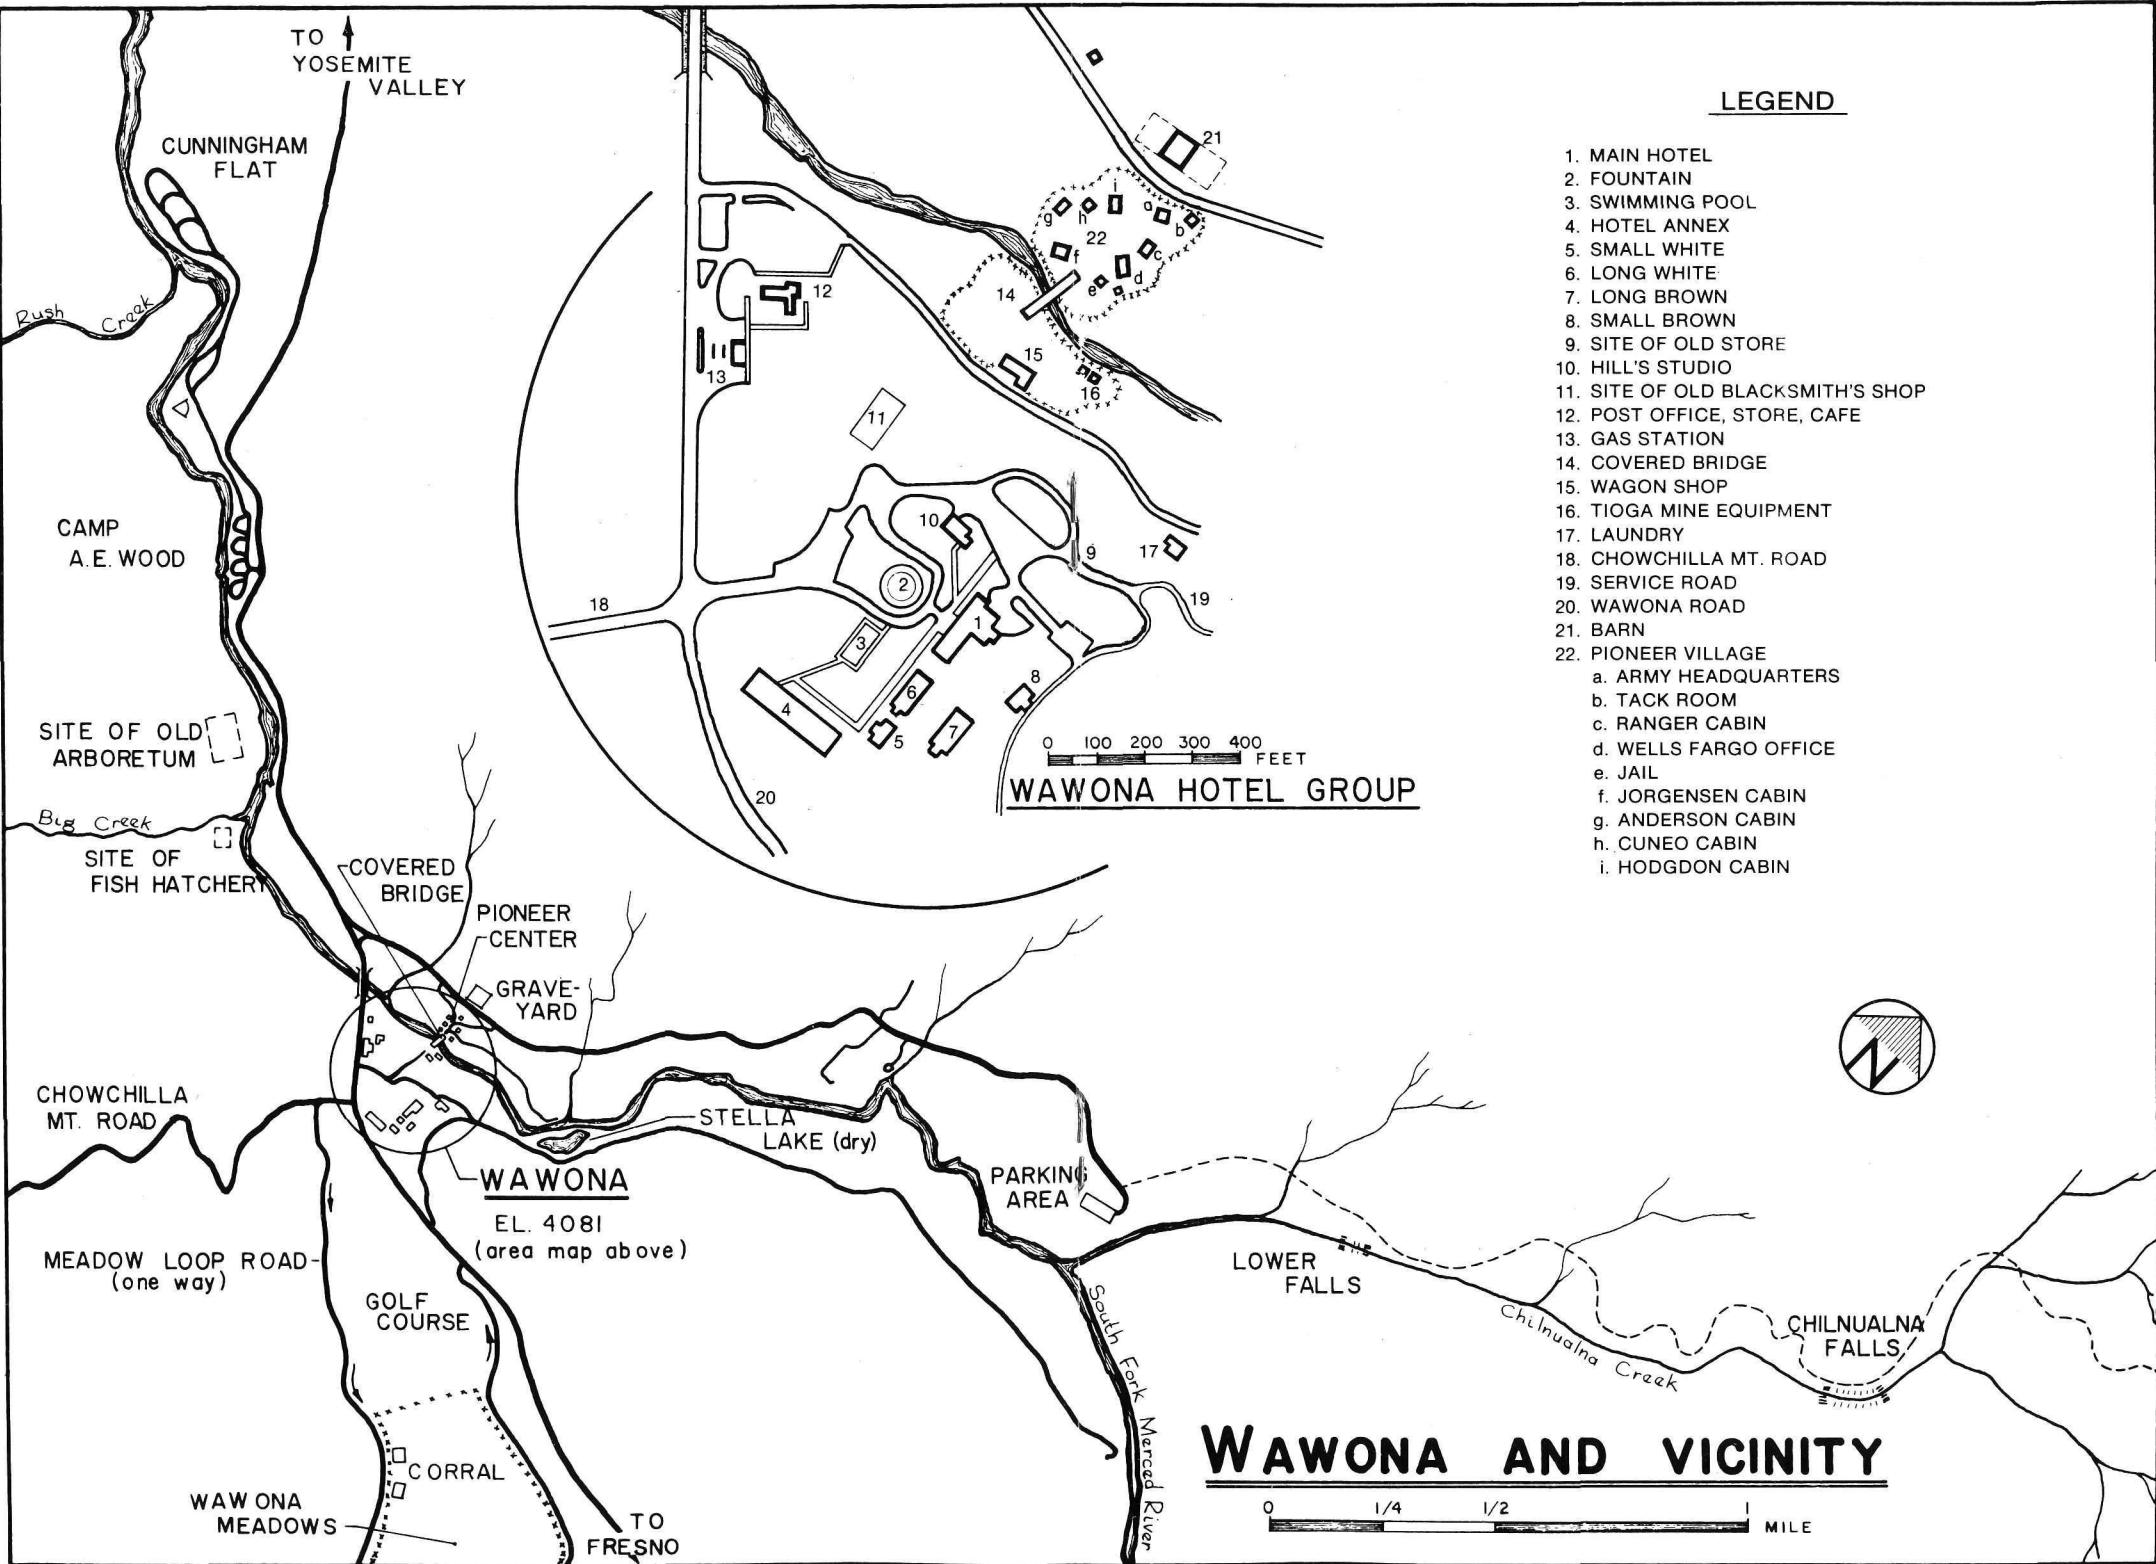 TO
YOSEMITE
VALLEY
CUNNINGHAM
FLAT
Rush Creek
CAMP
A.E. WOOD
SITE OF OLD
ARBORETUM
Big Creek
SITE OF
FISH HATCHERY
COVERED
BRIDGE
PIONEER
CENTER
GRAVE-
YARD
CHOWCHILLA
MT. ROAD
STELLA
LAKE (dry)
WAWONA
EL. 4081
(area map above)
MEADOW LOOP ROAD
(one way)
GOLF
COURSE
CORRAL
WAWONA
MEADOWS
TO
FRESNO
PARKING
AREA
South Fork Merced River
LOWER
FALLS
Chilnualna Creek
CHILNUALNA
FALLS
21
i
g
h
a
b
22
f
c
d
e
14
12
15
13
16
11
10
9
17
2
18
19
3
1
8
6
4
5
7
20
0 100 200 300 400
FEET
WAWONA HOTEL GROUP
LEGEND
1. MAIN HOTEL
2. FOUNTAIN
3. SWIMMING POOL
4. HOTEL ANNEX
5. SMALL WHITE
6. LONG WHITE
7. LONG BROWN
8. SMALL BROWN
9. SITE OF OLD STORE
10. HILL'S STUDIO
11. SITE OF OLD BLACKSMITH'S SHOP
12. POST OFFICE, STORE, CAFE
13. GAS STATION
14. COVERED BRIDGE
15. WAGON SHOP
16. TIOGA MINE EQUIPMENT
17. LAUNDRY
18. CHOWCHILLA MT. ROAD
19. SERVICE ROAD
20. WAWONA ROAD
21. BARN
22. PIONEER VILLAGE
a. ARMY HEADQUARTERS
b. TACK ROOM
c. RANGER CABIN
d. WELLS FARGO OFFICE
e. JAIL
f. JORGENSEN CABIN
g. ANDERSON CABIN
h. CUNEO CABIN
i. HODGDON CABIN
N
WAWONA AND VICINITY
0 1/4 1/2 1
MILE